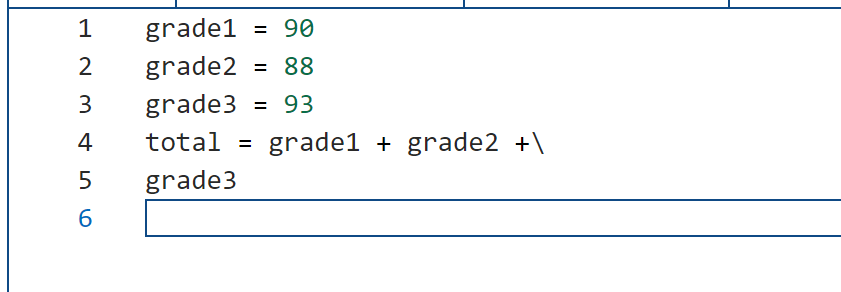 1 grade1 = 90
2 grade2 = 88
3 grade3 = 93
4 total = grade1 + grade2 +\
5 grade3
6